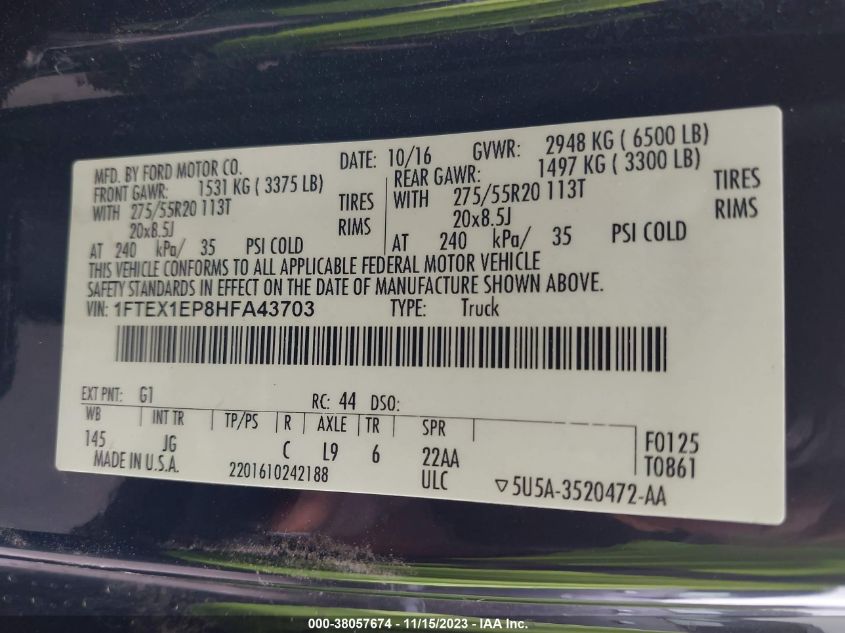 MFD. BY FORD MOTOR CO. DATE: 10/16 GVWR: 2948 KG ( 6500 LB)
FRONT GAWR: 1531 KG ( 3375 LB) REAR GAWR: 1497 KG ( 3300 LB)
WITH 275/55R20 113T TIRES WITH 275/55R20 113T TIRES
20x8.5J RIMS 20x8.5J RIMS
AT 240 kPa/ 35 PSI COLD AT 240 kPa/ 35 PSI COLD
THIS VEHICLE CONFORMS TO ALL APPLICABLE FEDERAL MOTOR VEHICLE
SAFETY STANDARDS IN EFFECT ON THE DATE OF MANUFACTURE SHOWN ABOVE.
VIN: 1FTEX1EP8HFA43703 TYPE: Truck
EXT PNT: G1 RC: 44 DSO:
WB INT TR TP/PS R AXLE TR SPR
145 JG C L9 6 22AA F0125
MADE IN U.S.A. 2201610242188 ULC T0861
▽5U5A-3520472-AA
000-38057674 - 11/15/2023 - IAA Inc.